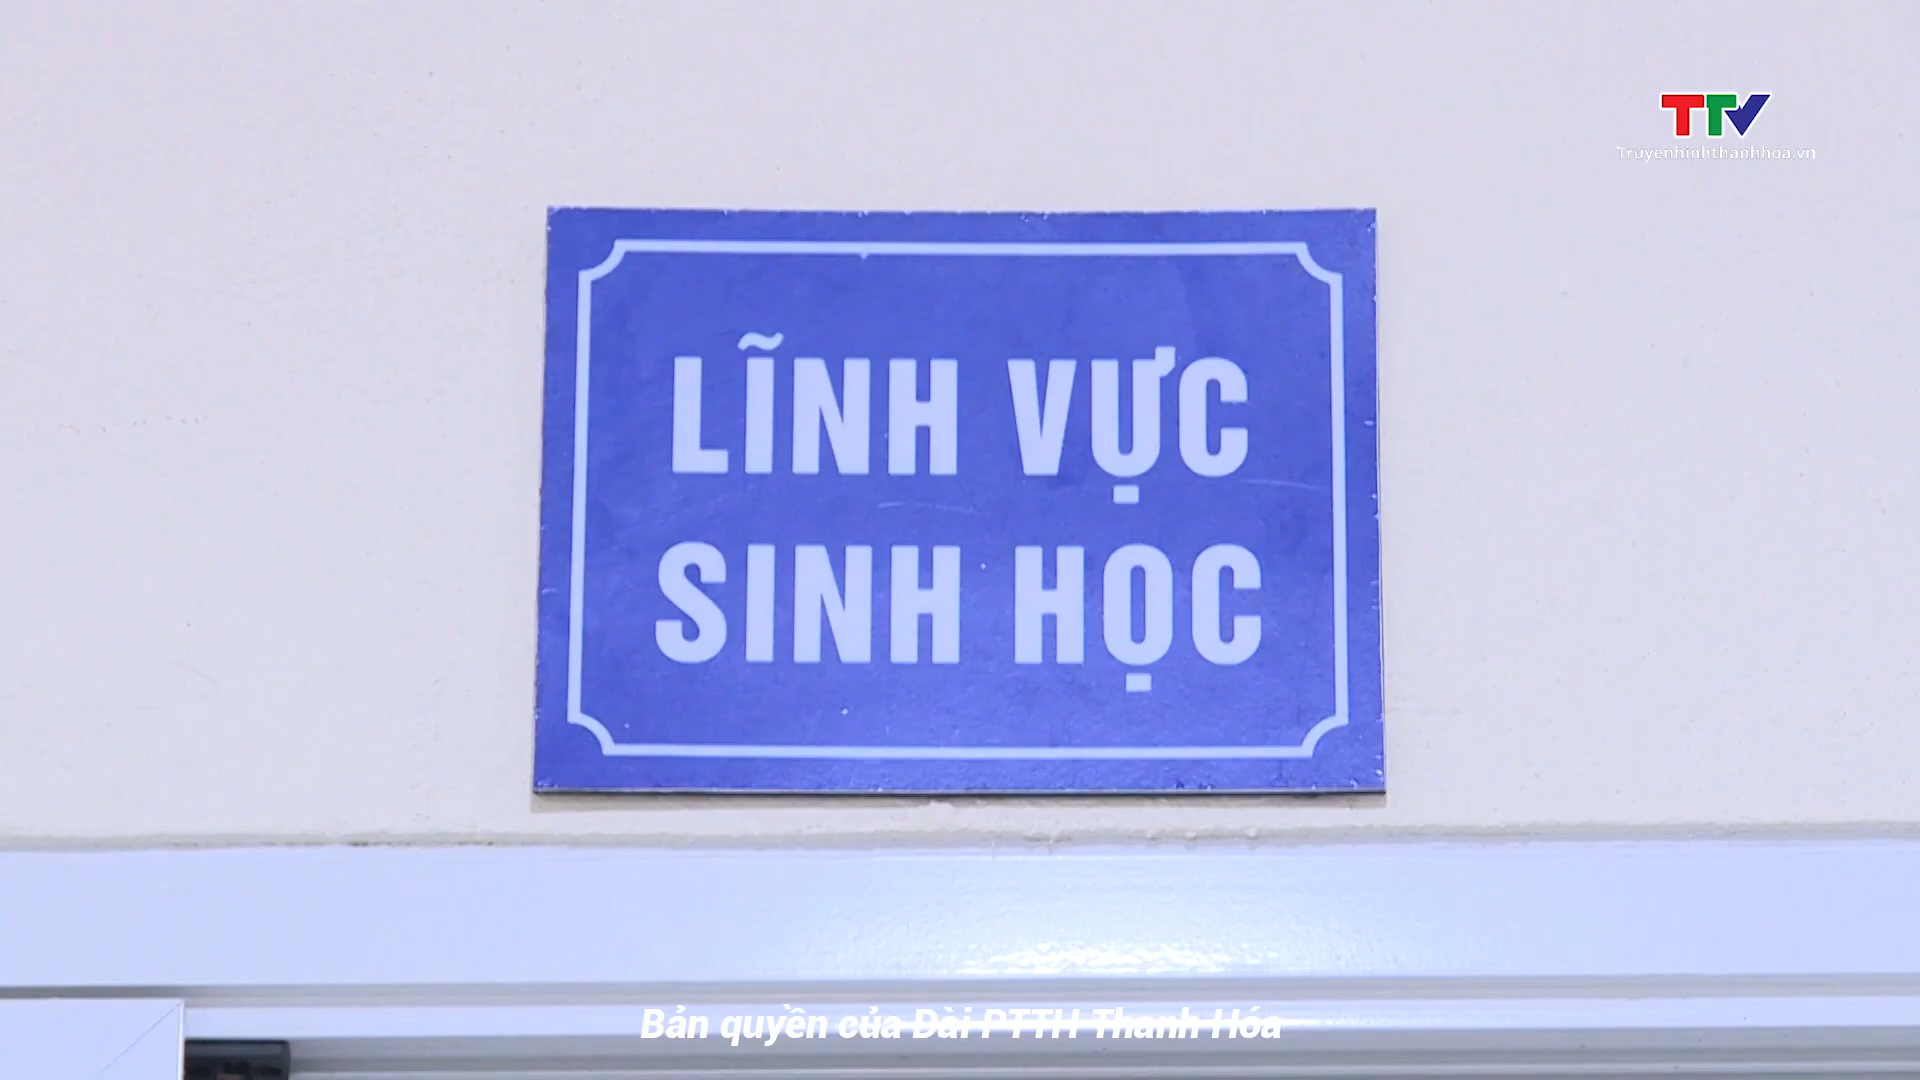 TTV
Truyenhinhthanhhoa.vn
LĨNH VỰC
SINH HỌC
Bản quyền của Đài PTTH Thanh Hóa